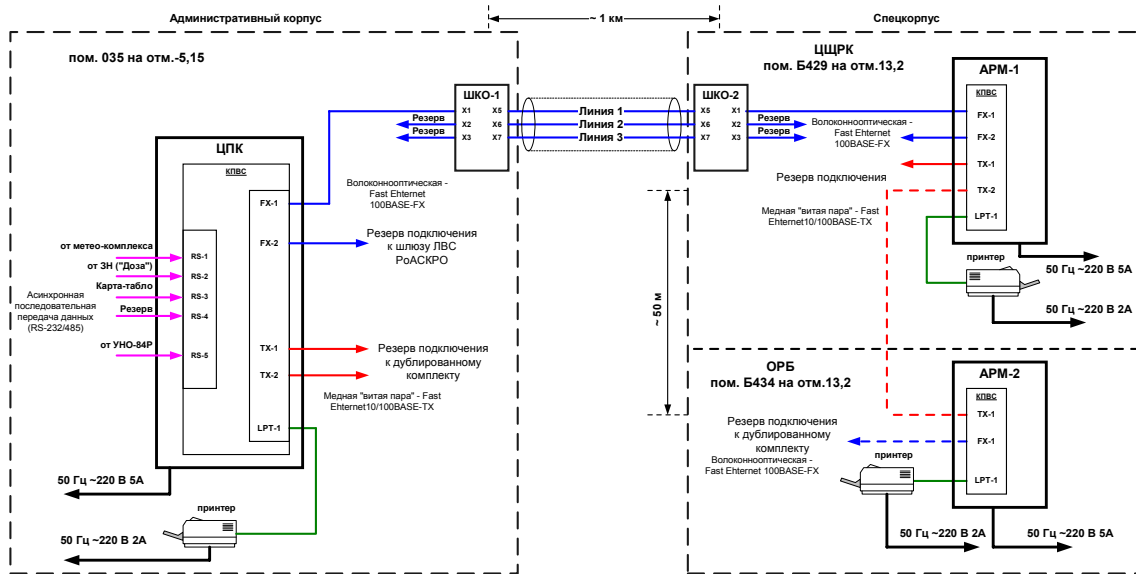 Административный корпус
~ 1 км
Спецкорпус
пом. 035 на отм.-5,15
ШКО-1
X1
X2
X3
X5
X6
X7
Резерв
Резерв
Линия 1
Линия 2
Линия 3
ШКО-2
X5
X6
X7
X1
X2
X3
Резерв
Резерв
ЦЩРК
пом. Б429 на отм.13,2
АРМ-1
КПВС
FX-1
FX-2
TX-1
TX-2
LPT-1
Волоконнооптическая -
Fast Ehternet
100BASE-FX
Резерв подключения
Медная "витая пара" - Fast
Ehternet10/100BASE-TX
принтер
50 Гц ~220 В 5А
50 Гц ~220 В 2А
ЦПК
КПВС
FX-1
FX-2
TX-1
TX-2
LPT-1
RS-1
RS-2
RS-3
RS-4
RS-5
от метео-комплекса
от ЗН ("Доза")
Карта-табло
Резерв
от УНО-84Р
Асинхронная
последовательная
передача данных
(RS-232/485)
Волоконнооптическая -
Fast Ehternet
100BASE-FX
Резерв подключения
к шлюзу ЛВС
РоАСКРО
Резерв подключения
к дублированному
комплекту
Медная "витая пара" - Fast
Ehternet10/100BASE-TX
50 Гц ~220 В 5А
принтер
50 Гц ~220 В 2А
~ 50 м
ОРБ
пом. Б434 на отм.13,2
АРМ-2
КПВС
TX-1
FX-1
LPT-1
Резерв подключения
к дублированному
комплекту
Волоконнооптическая -
Fast Ehternet 100BASE-FX
принтер
50 Гц ~220 В 2А
50 Гц ~220 В 5А